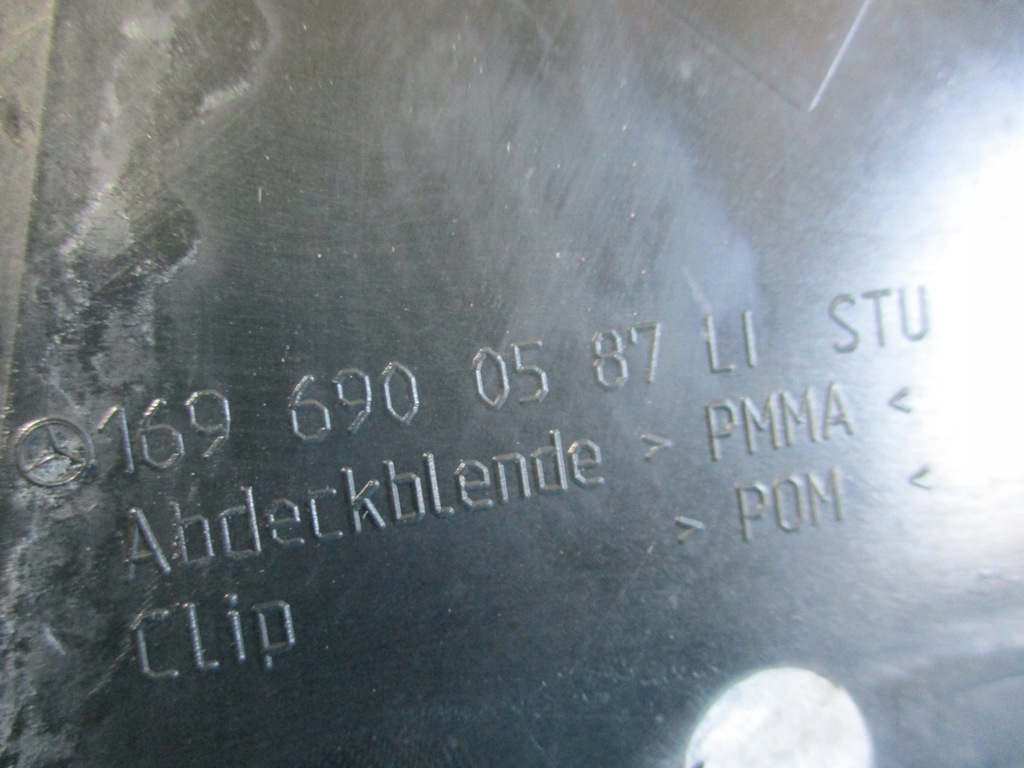 169 690 05 87 LI STU
Abdeckblende > PMMA <
Clip > POM <